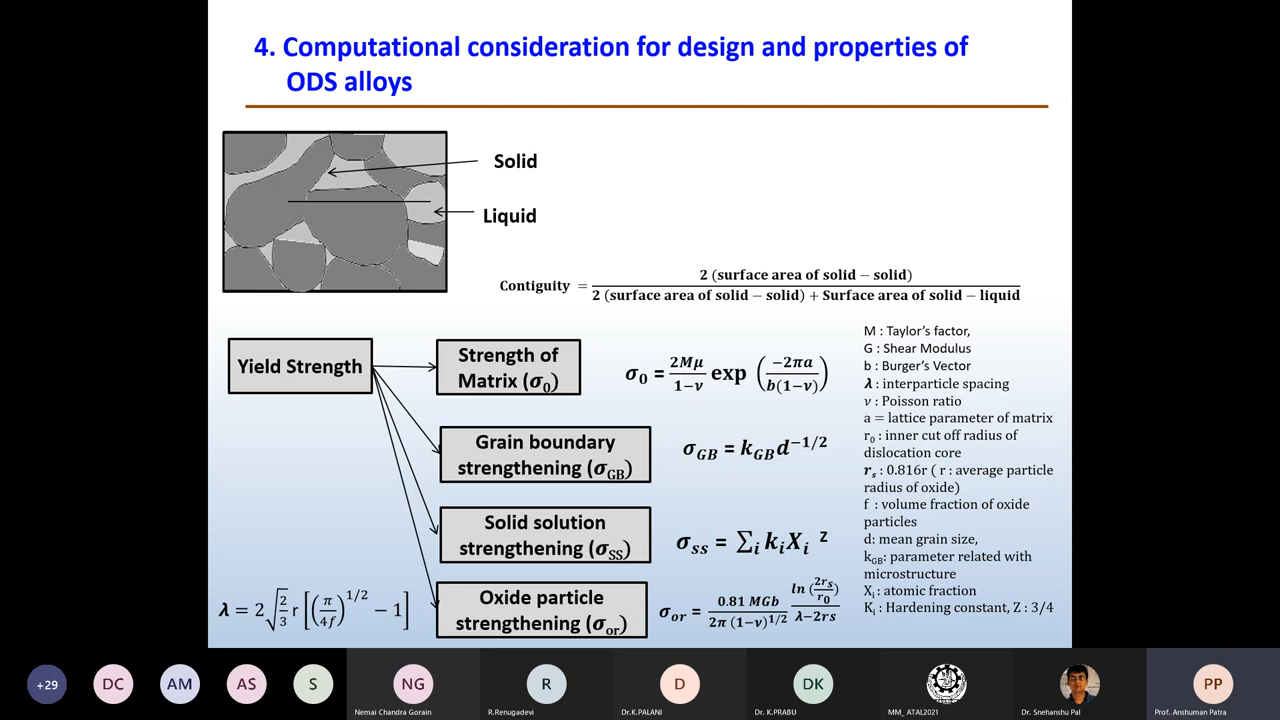 4. Computational consideration for design and properties of
ODS alloys
Solid
Liquid
Contiguity = 2 (surface area of solid − solid) / 2 (surface area of solid − solid) + Surface area of solid − liquid
Yield Strength
Strength of
Matrix (σ₀)
σ₀ = 2Mμ/1−ν exp (−2πa/b(1−ν))
Grain boundary
strengthening (σGB)
σGB = kGB d^−1/2
Solid solution
strengthening (σSS)
σss = ∑ᵢ kᵢXᵢ ᶻ
Oxide particle
strengthening (σor)
σor = 0.81 MGb/2π (1−ν)^1/2 ln (2rs/r₀)/λ−2rs
λ = 2√(2/3) r [(π/4f)^1/2 − 1]
M : Taylor's factor,
G : Shear Modulus
b : Burger's Vector
λ : interparticle spacing
ν : Poisson ratio
a = lattice parameter of matrix
r₀ : inner cut off radius of
dislocation core
rₛ : 0.816r ( r : average particle
radius of oxide)
f : volume fraction of oxide
particles
d: mean grain size,
kGB: parameter related with
microstructure
Xᵢ : atomic fraction
Kᵢ : Hardening constant, Z : 3/4
+29
DC
AM
AS
S
NG
Nemai Chandra Gorain
R
R.Renugadevi
D
Dr.K.PALANI
DK
Dr. K.PRABU
MM_ ATAL2021
Dr. Snehanshu Pal
PP
Prof. Anshuman Patra